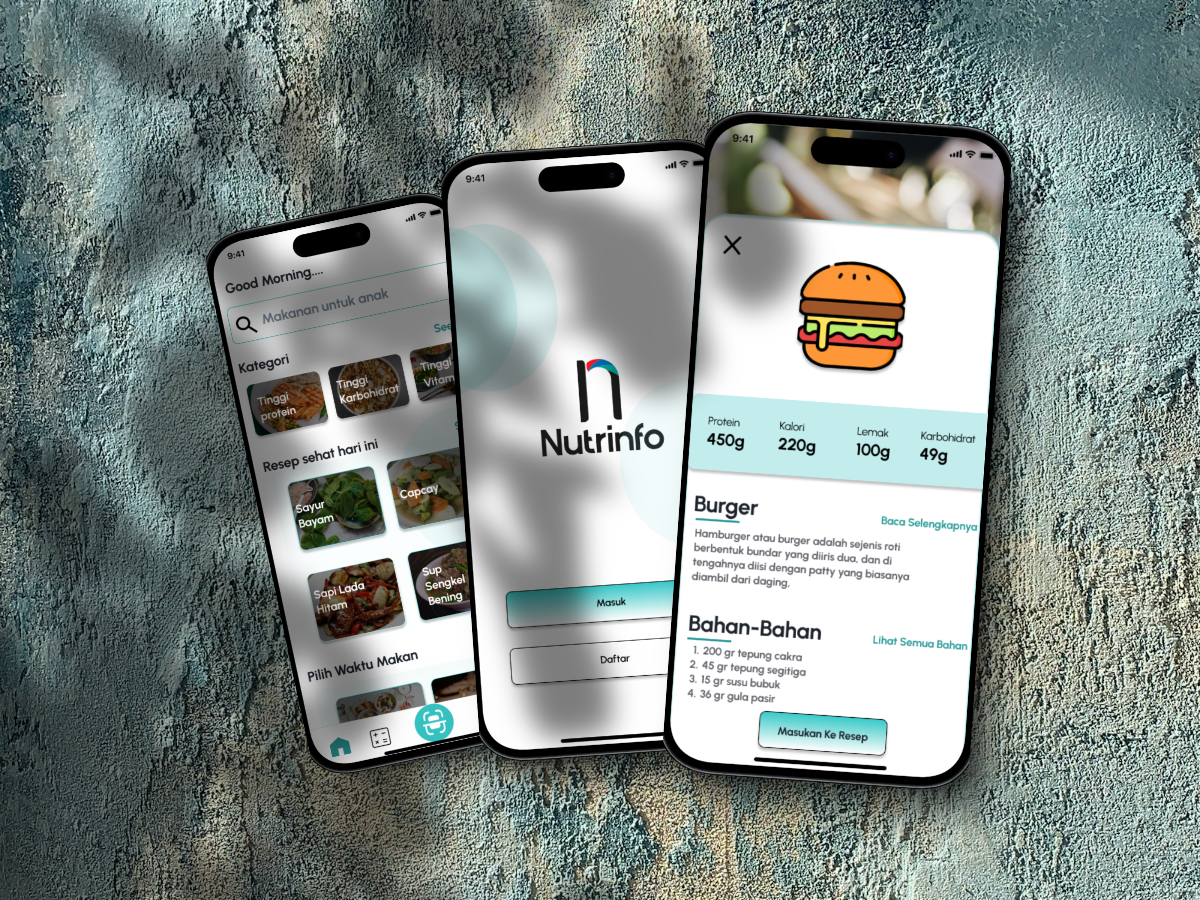 9:41
Good Morning....
Makanan untuk anak
See
Kategori
Tinggi
protein
Tinggi
Karbohidrat
Tinggi
Vitam
Resep sehat hari ini
Sayur
Bayam
Capcay
Sapi Lada
Hitam
Sup
Sengkel
Bening
Pilih Waktu Makan
9:41
Nutrinfo
Masuk
Daftar
9:41
Protein
450g
Kalori
220g
Lemak
100g
Karbohidrat
49g
Burger
Baca Selengkapnya
Hamburger atau burger adalah sejenis roti
berbentuk bundar yang diiris dua, dan di
tengahnya diisi dengan patty yang biasanya
diambil dari daging,
Bahan-Bahan
Lihat Semua Bahan
1. 200 gr tepung cakra
2. 45 gr tepung segitiga
3. 15 gr susu bubuk
4. 36 gr gula pasir
Masukan Ke Resep